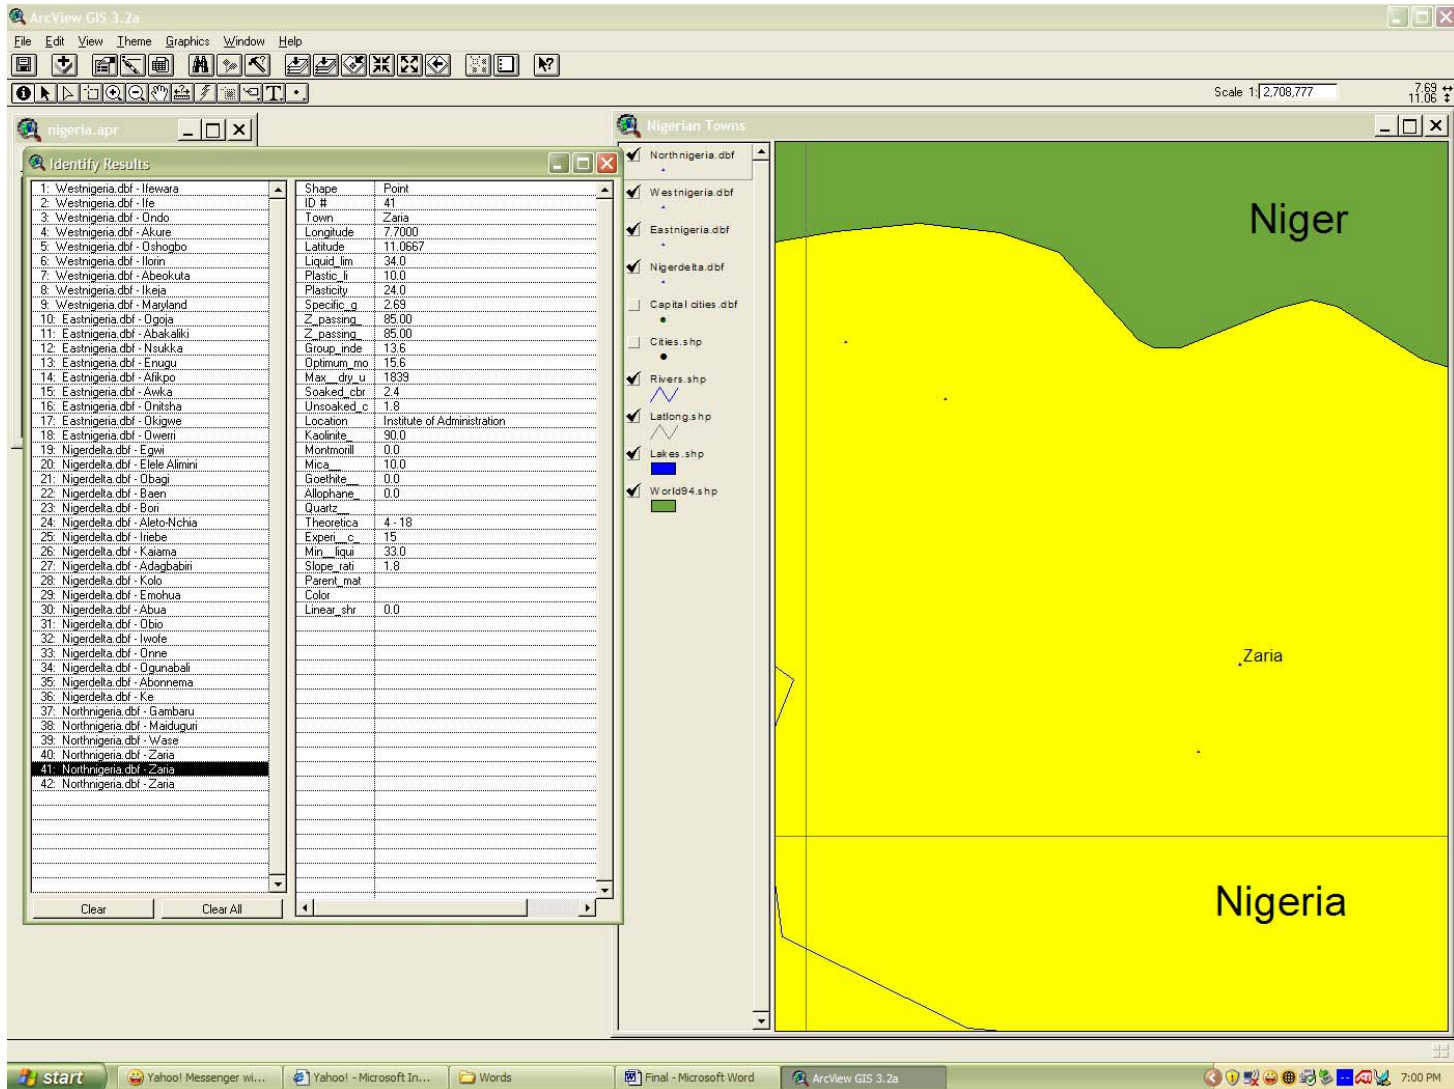 ArcView GIS 3.2a
File Edit View Theme Graphics Window Help
Scale 1: 2,708,777
7.69
11.06
nigeria.apr
Identify Results
1: Westnigeria.dbf - Ifewara
2: Westnigeria.dbf - Ife
3: Westnigeria.dbf - Ondo
4: Westnigeria.dbf - Akure
5: Westnigeria.dbf - Oshogbo
6: Westnigeria.dbf - Ilorin
7: Westnigeria.dbf - Abeokuta
8: Westnigeria.dbf - Ikeja
9: Westnigeria.dbf - Maryland
10: Eastnigeria.dbf - Ogoja
11: Eastnigeria.dbf - Abakaliki
12: Eastnigeria.dbf - Nsukka
13: Eastnigeria.dbf - Enugu
14: Eastnigeria.dbf - Afikpo
15: Eastnigeria.dbf - Awka
16: Eastnigeria.dbf - Onitsha
17: Eastnigeria.dbf - Okigwe
18: Eastnigeria.dbf - Owerri
19: Nigerdelta.dbf - Egwi
20: Nigerdelta.dbf - Elele Alimini
21: Nigerdelta.dbf - Obagi
22: Nigerdelta.dbf - Baen
23: Nigerdelta.dbf - Bori
24: Nigerdelta.dbf - Aleto-Nchia
25: Nigerdelta.dbf - Iriebe
26: Nigerdelta.dbf - Kaiama
27: Nigerdelta.dbf - Adagbabiri
28: Nigerdelta.dbf - Kolo
29: Nigerdelta.dbf - Emohua
30: Nigerdelta.dbf - Abua
31: Nigerdelta.dbf - Obio
32: Nigerdelta.dbf - Iwofe
33: Nigerdelta.dbf - Onne
34: Nigerdelta.dbf - Ogunabali
35: Nigerdelta.dbf - Abonnema
36: Nigerdelta.dbf - Ke
37: Northnigeria.dbf - Gambaru
38: Northnigeria.dbf - Maiduguri
39: Northnigeria.dbf - Wase
40: Northnigeria.dbf - Zaria
41: Northnigeria.dbf - Zaria
42: Northnigeria.dbf - Zaria
Clear Clear All
Shape Point
ID # 41
Town Zaria
Longitude 7.7000
Latitude 11.0667
Liquid_lim 34.0
Plastic_li 10.0
Plasticity 24.0
Specific_g 2.69
Z_passing_ 85.00
Z_passing_ 85.00
Group_inde 13.6
Optimum_mo 15.6
Max__dry_u 1839
Soaked_cbr 2.4
Unsoaked_c 1.8
Location Institute of Administration
Kaolinite_ 90.0
Montmorill 0.0
Mica__ 10.0
Goethite__ 0.0
Allophane_ 0.0
Quartz__
Theoretica 4 - 18
Experi__c_ 15
Min__liqui 33.0
Slope_rati 1.8
Parent_mat
Color
Linear_shr 0.0
Nigerian Towns
Northnigeria.dbf
Westnigeria.dbf
Eastnigeria.dbf
Nigerdelta.dbf
Capital cities.dbf
Cities.shp
Rivers.shp
Latlong.shp
Lakes.shp
World94.shp
Niger
Zaria
Nigeria
start
Yahoo! Messenger wi...
Yahoo! - Microsoft In...
Words
Final - Microsoft Word
ArcView GIS 3.2a
7:00 PM